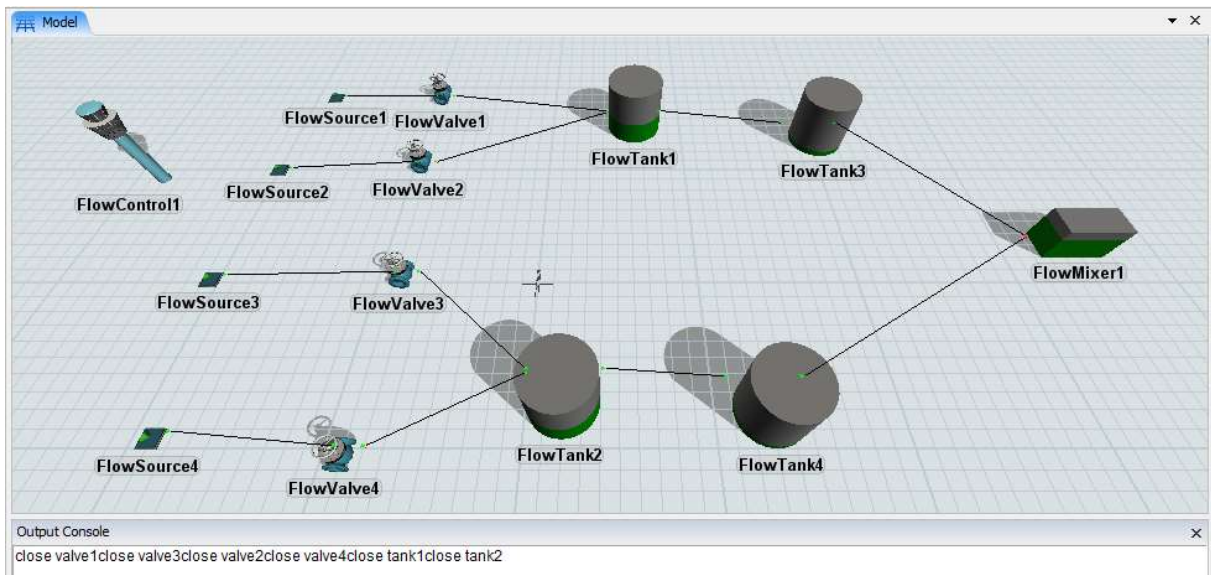 Model
FlowSource1
FlowValve1
FlowTank1
FlowTank3
FlowControl1
FlowSource2
FlowValve2
FlowMixer1
FlowSource3
FlowValve3
FlowSource4
FlowValve4
FlowTank2
FlowTank4
Output Console
close valve1close valve3close valve2close valve4close tank1close tank2